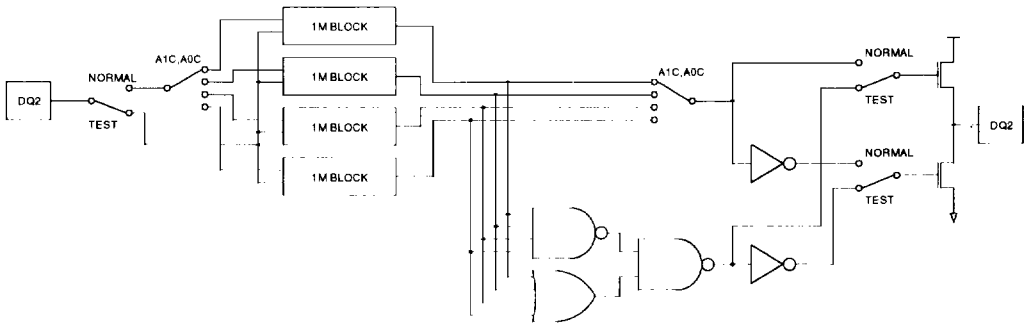 1M BLOCK
A1C,A0C
NORMAL
DQ2
TEST
1M BLOCK
1M BLOCK
1M BLOCK
A1C,A0C
NORMAL
TEST
DQ2
NORMAL
TEST